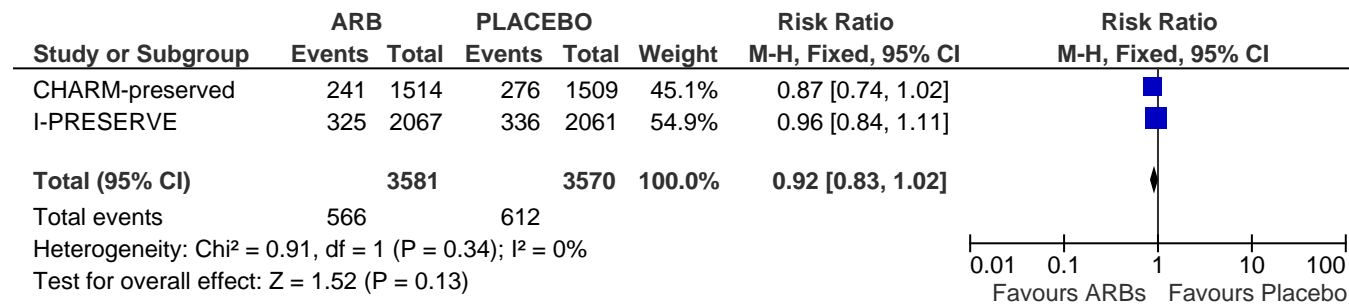 ARB PLACEBO Risk Ratio Risk Ratio
Study or Subgroup Events Total Events Total Weight M-H, Fixed, 95% CI M-H, Fixed, 95% CI
CHARM-preserved 241 1514 276 1509 45.1% 0.87 [0.74, 1.02]
I-PRESERVE 325 2067 336 2061 54.9% 0.96 [0.84, 1.11]
Total (95% CI) 3581 3570 100.0% 0.92 [0.83, 1.02]
Total events 566 612
Heterogeneity: Chi² = 0.91, df = 1 (P = 0.34); I² = 0%
Test for overall effect: Z = 1.52 (P = 0.13)
0.01 0.1 1 10 100
Favours ARBs Favours Placebo